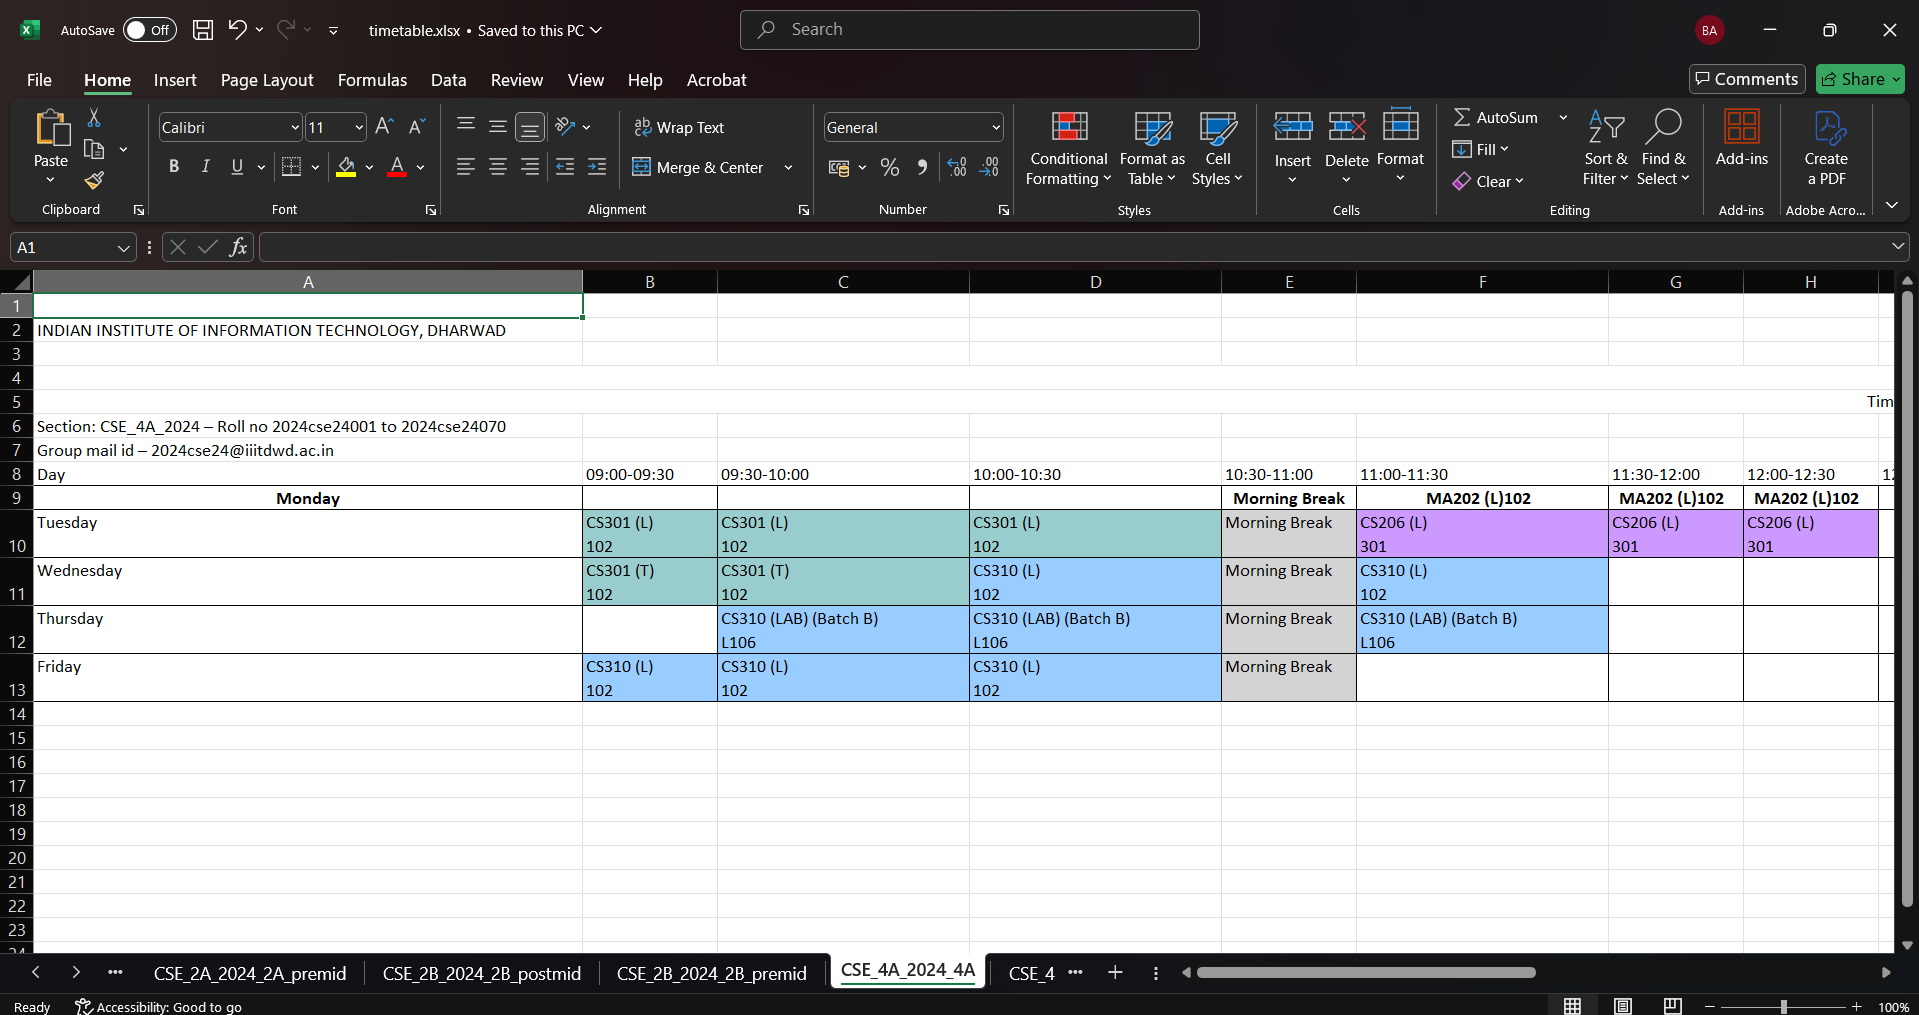 AutoSave Off timetable.xlsx • Saved to this PC Search BA
File Home Insert Page Layout Formulas Data Review View Help Acrobat Comments Share
Paste
Clipboard
Calibri 11
B I U A
Font
Wrap Text
Merge & Center
Alignment
General
Number
Conditional Formatting
Format as Table
Cell Styles
Styles
Insert Delete Format
Cells
AutoSum
Fill
Clear
Sort & Filter
Find & Select
Editing
Add-ins
Add-ins
Create a PDF
Adobe Acro...
A1 fx
A B C D E F G H
1
2 INDIAN INSTITUTE OF INFORMATION TECHNOLOGY, DHARWAD
3
4
5 Tim
6 Section: CSE_4A_2024 – Roll no 2024cse24001 to 2024cse24070
7 Group mail id – 2024cse24@iiitdwd.ac.in
8 Day 09:00-09:30 09:30-10:00 10:00-10:30 10:30-11:00 11:00-11:30 11:30-12:00 12:00-12:30
9 Monday Morning Break MA202 (L)102 MA202 (L)102 MA202 (L)102
Tuesday CS301 (L) CS301 (L) CS301 (L) Morning Break CS206 (L) CS206 (L) CS206 (L)
10 102 102 102 301 301 301
Wednesday CS301 (T) CS301 (T) CS310 (L) Morning Break CS310 (L)
11 102 102 102 102
Thursday CS310 (LAB) (Batch B) CS310 (LAB) (Batch B) Morning Break CS310 (LAB) (Batch B)
12 L106 L106 L106
Friday CS310 (L) CS310 (L) CS310 (L) Morning Break
13 102 102 102
14
15
16
17
18
19
20
21
22
23
24
CSE_2A_2024_2A_premid CSE_2B_2024_2B_postmid CSE_2B_2024_2B_premid CSE_4A_2024_4A CSE_4 ...
Ready Accessibility: Good to go 100%